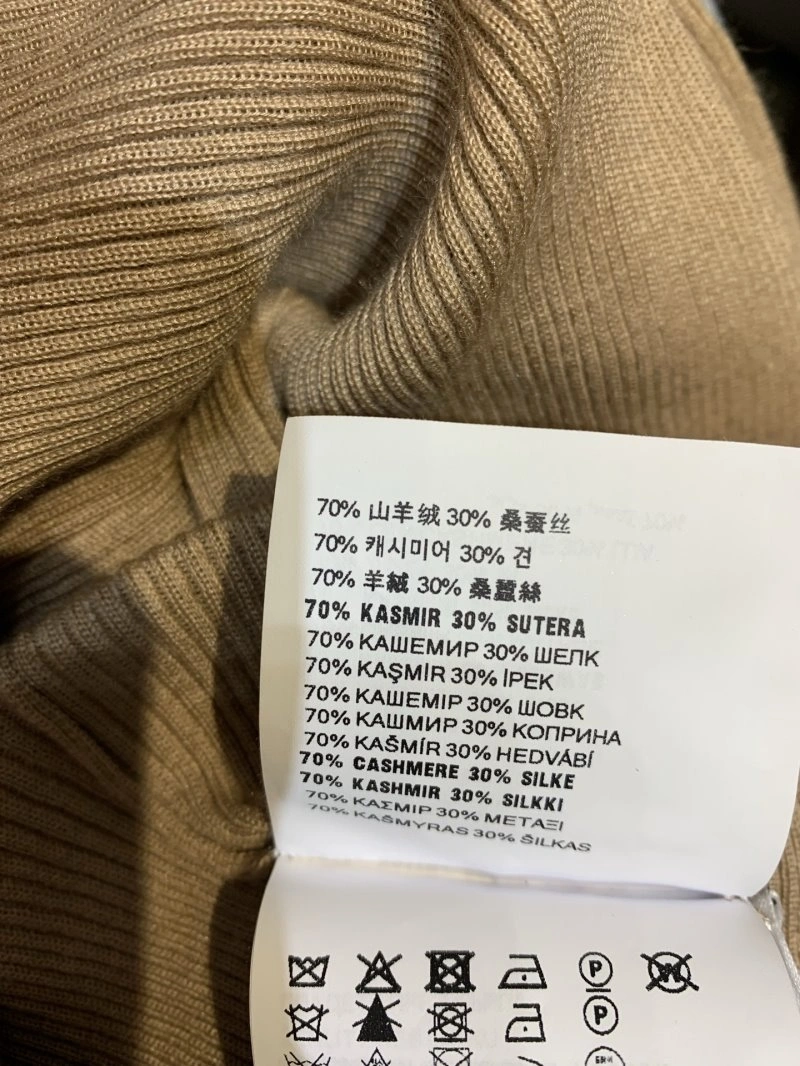 70% 山羊绒 30% 桑蚕丝
70% 캐시미어 30% 견
70% 羊絨 30% 桑蠶絲
70% KASMIR 30% SUTERA
70% КАШЕМИР 30% ШЕЛК
70% KAŞMİR 30% İPEK
70% КАШЕМІР 30% ШОВК
70% КАШМИР 30% КОПРИНА
70% KAŠMÍR 30% HEDVÁBÍ
70% CASHMERE 30% SILKE
70% KASHMIR 30% SILKKI
70% ΚΑΣΜΙΡ 30% ΜΕΤΑΞΙ
70% KAŠMYRAS 30% ŠILKAS
P W
P